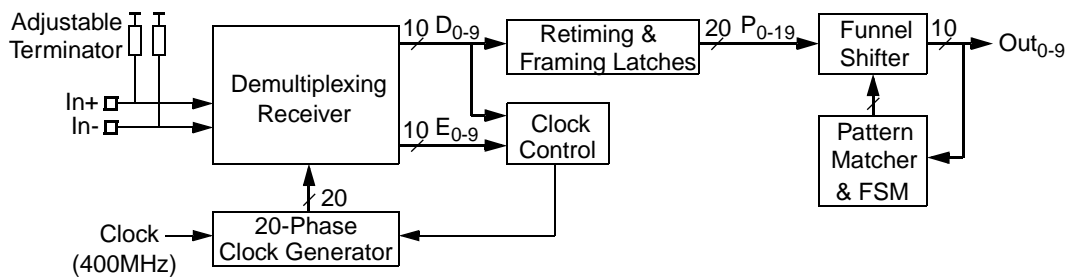 Adjustable
Terminator
In+
In-
Demultiplexing
Receiver
10 D0-9
10 E0-9
Retiming &
Framing Latches
20 P0-19
Funnel
Shifter
10
Out0-9
Clock
Control
Pattern
Matcher
& FSM
20
20-Phase
Clock Generator
Clock
(400MHz)